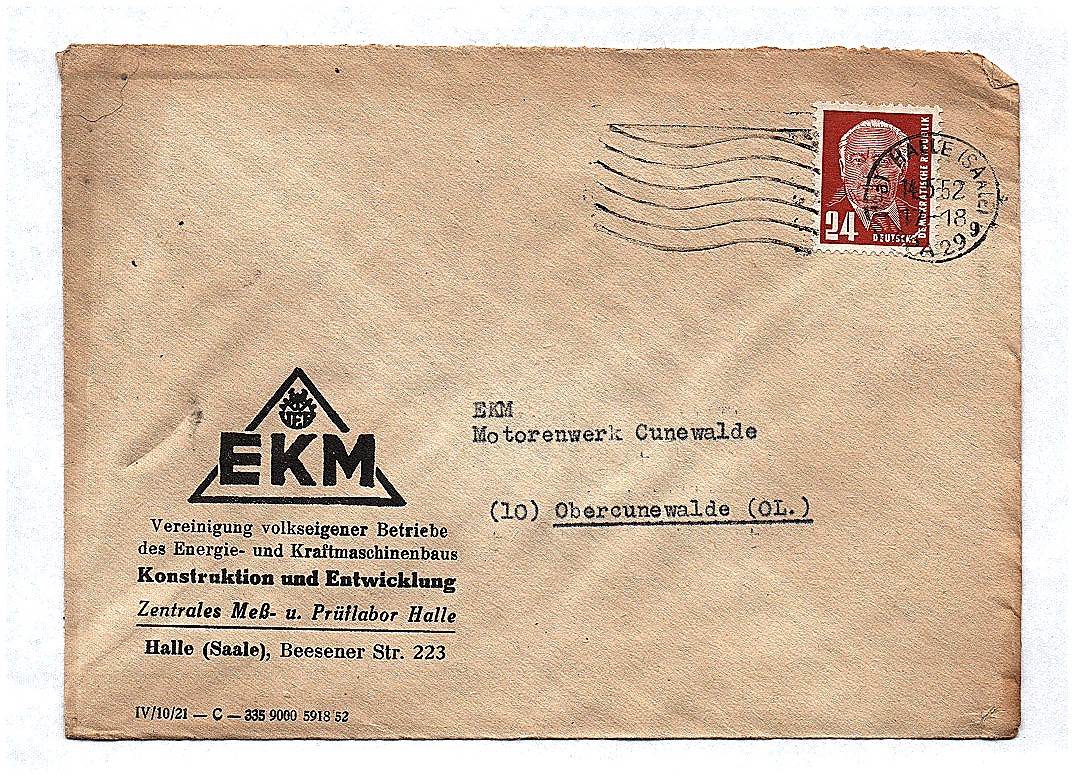 24
DEUTSCHE
DEMOKRATISCHE REPUBLIK
HALLE (SAALE)
52
-18
A 299
EKM
Vereinigung volkseigener Betriebe
des Energie- und Kraftmaschinenbaus
Konstruktion und Entwicklung
Zentrales Meß- u. Prüflabor Halle
Halle (Saale), Beesener Str. 223
IV/10/21 — C — 335 9000 5918 52
EKM
Motorenwerk Cunewalde
(10) Obercunewalde (OL.)